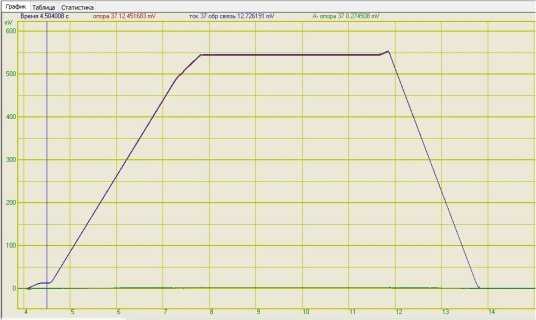 График Таблица Статистика
Время 4.504008 с опора 37 12.451683 mV ток 37 обр связь 12.726191 mV А- опора 37 0.274508 mV
mV
600
500
400
300
200
100
0
4 5 6 7 8 9 10 11 12 13 14